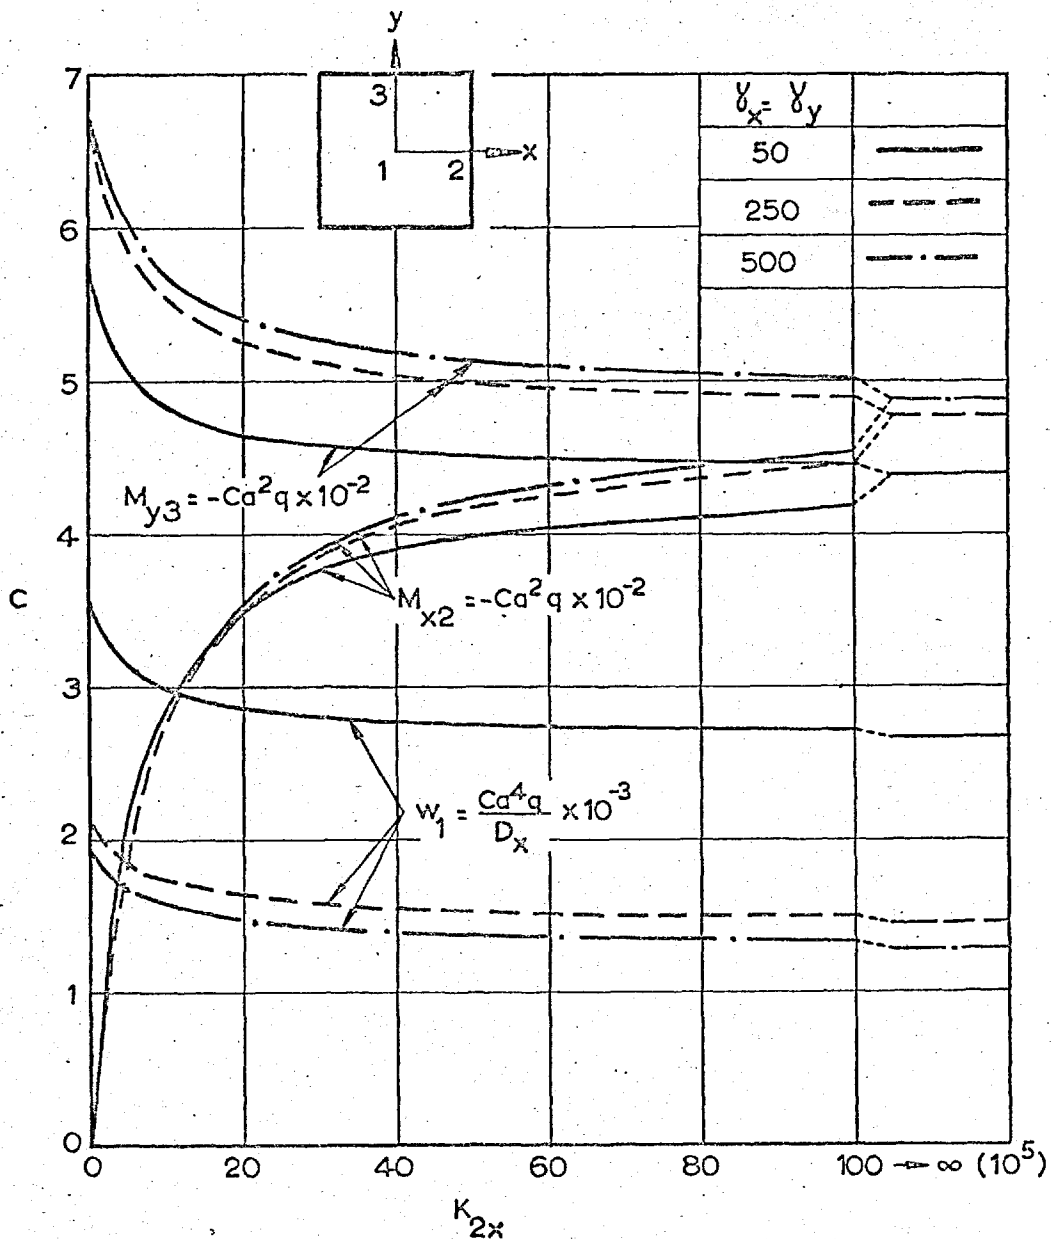 y
7
3
x
1
2
γx = γy
50
250
500
6
5
My3 = -Ca²q × 10⁻²
4
C
Mx2 = -Ca²q × 10⁻²
3
w1 = Ca⁴q / Dx × 10⁻³
2
1
0
0 20 40 60 80 100 → ∞ (10⁵)
K2x